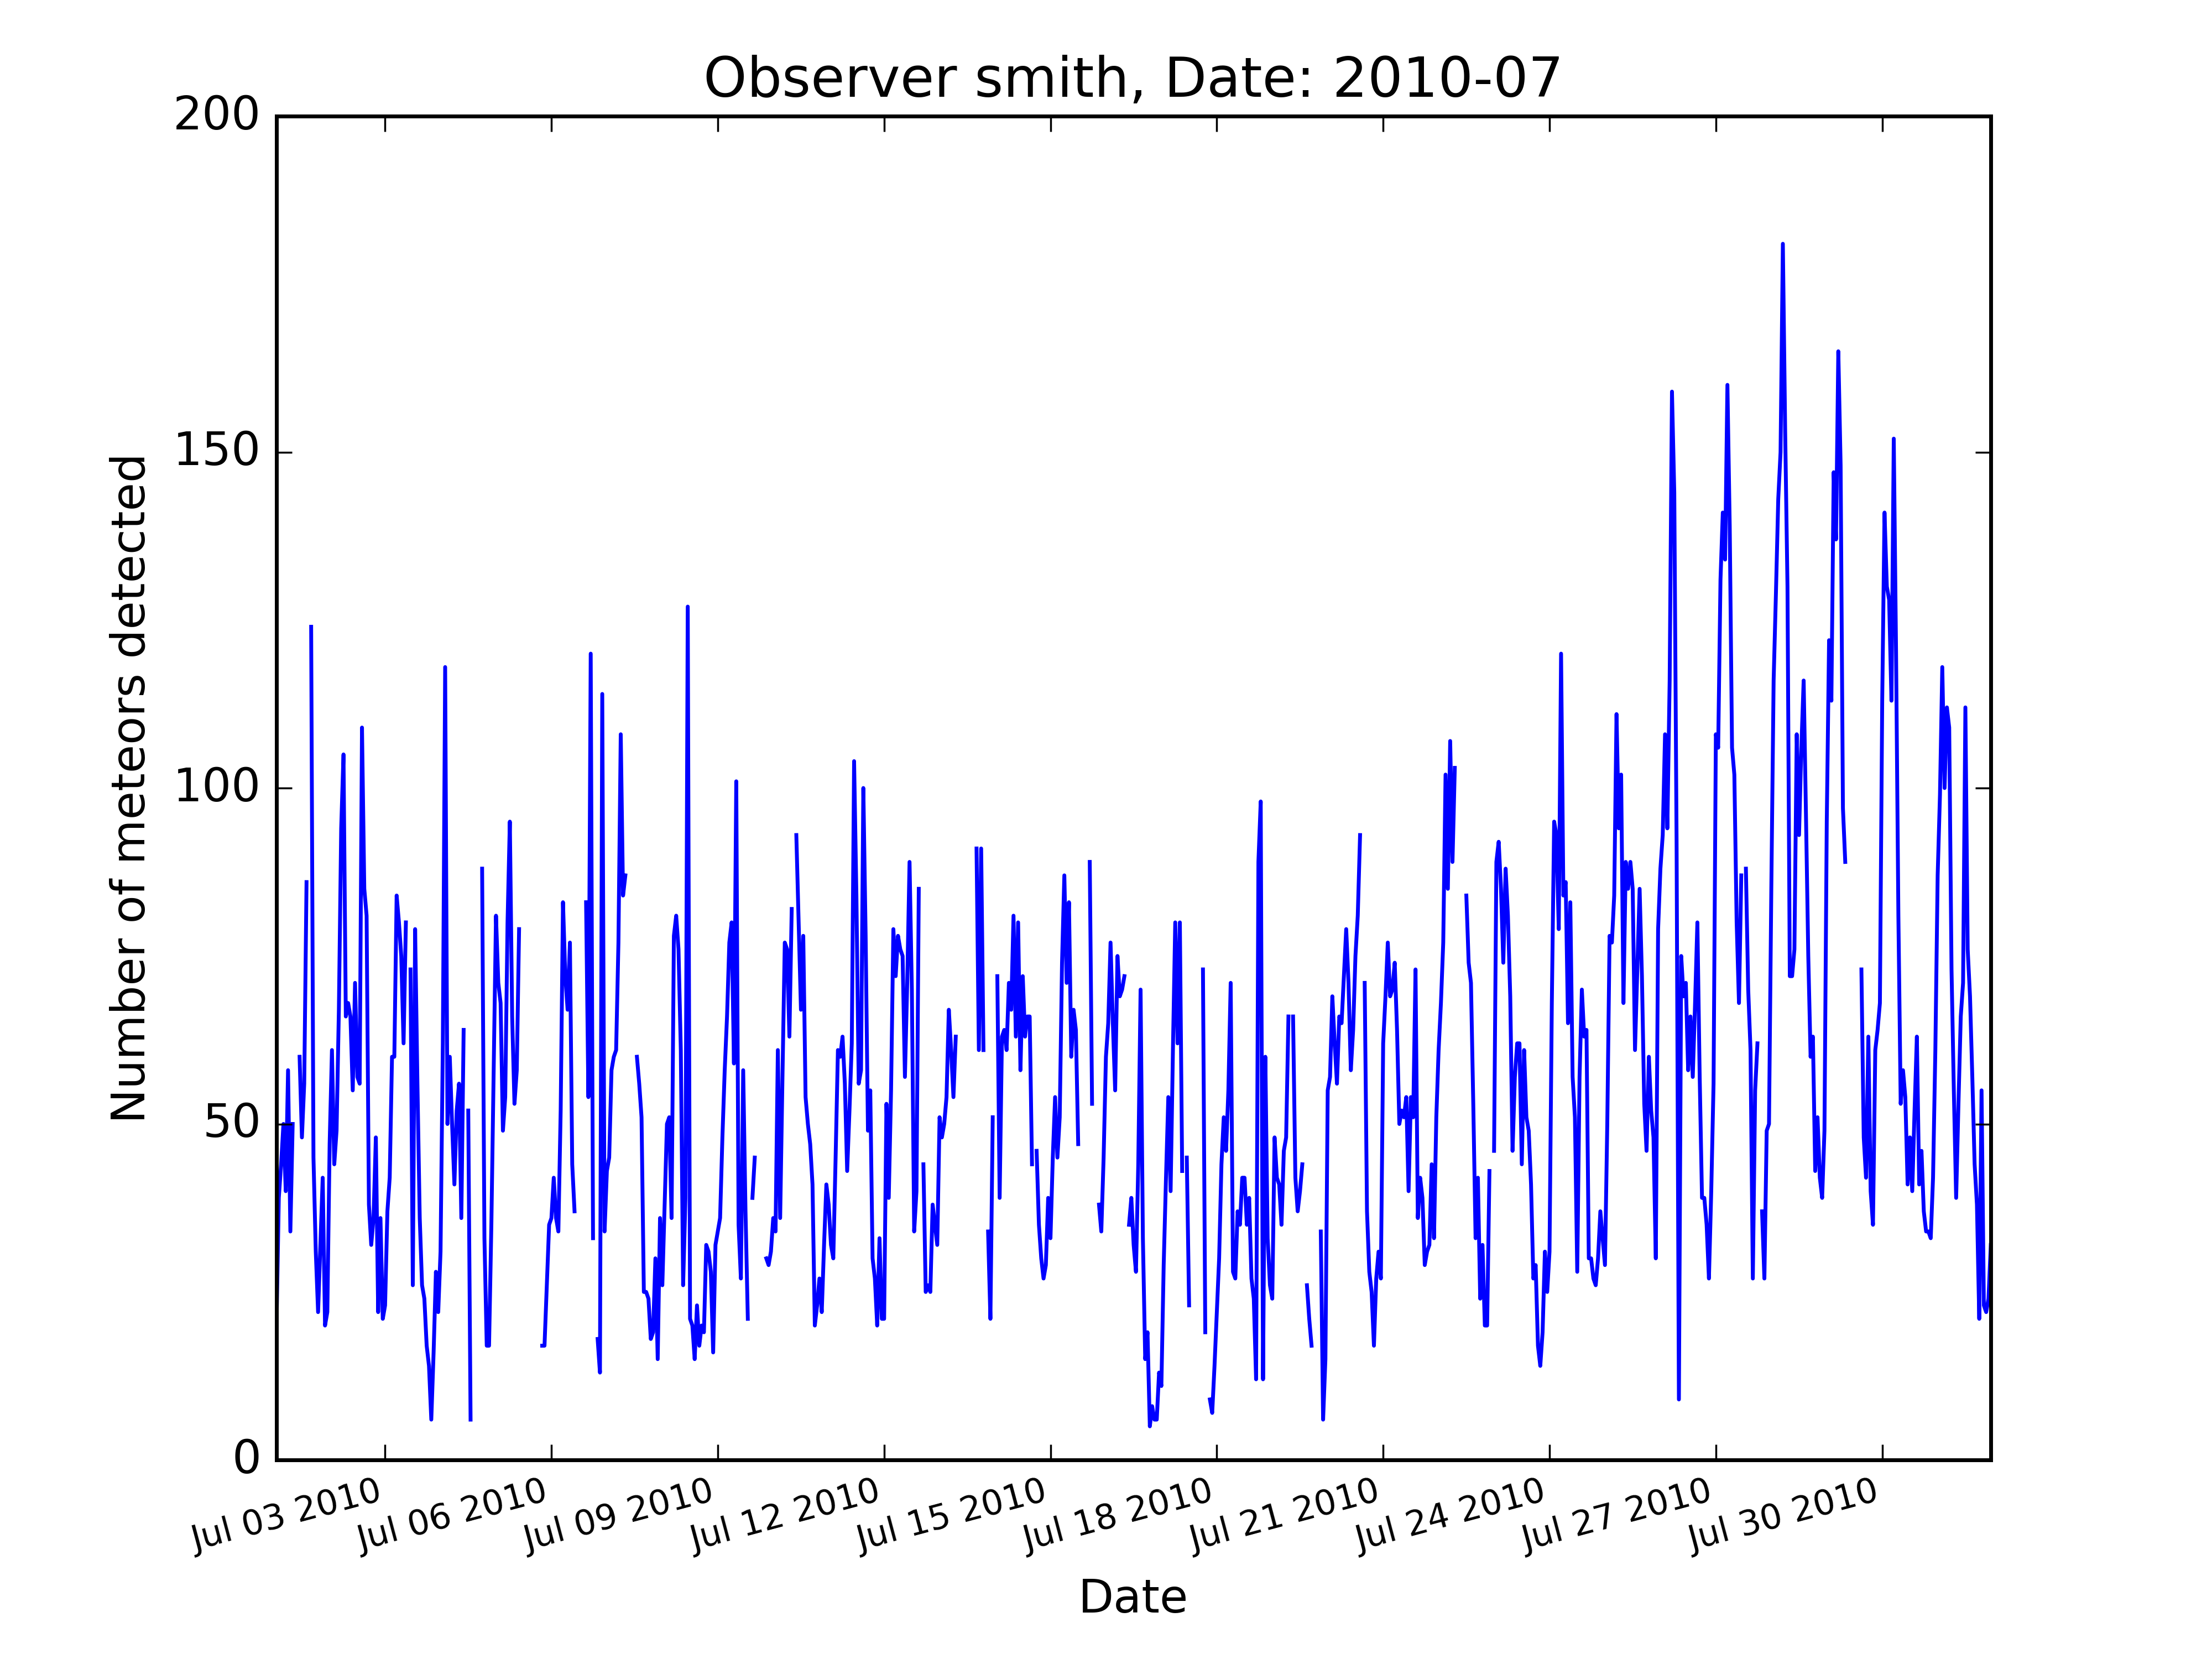 Observer smith, Date: 2010-07
200
150
100
50
0
Number of meteors detected
Jul 03 2010
Jul 06 2010
Jul 09 2010
Jul 12 2010
Jul 15 2010
Jul 18 2010
Jul 21 2010
Jul 24 2010
Jul 27 2010
Jul 30 2010
Date